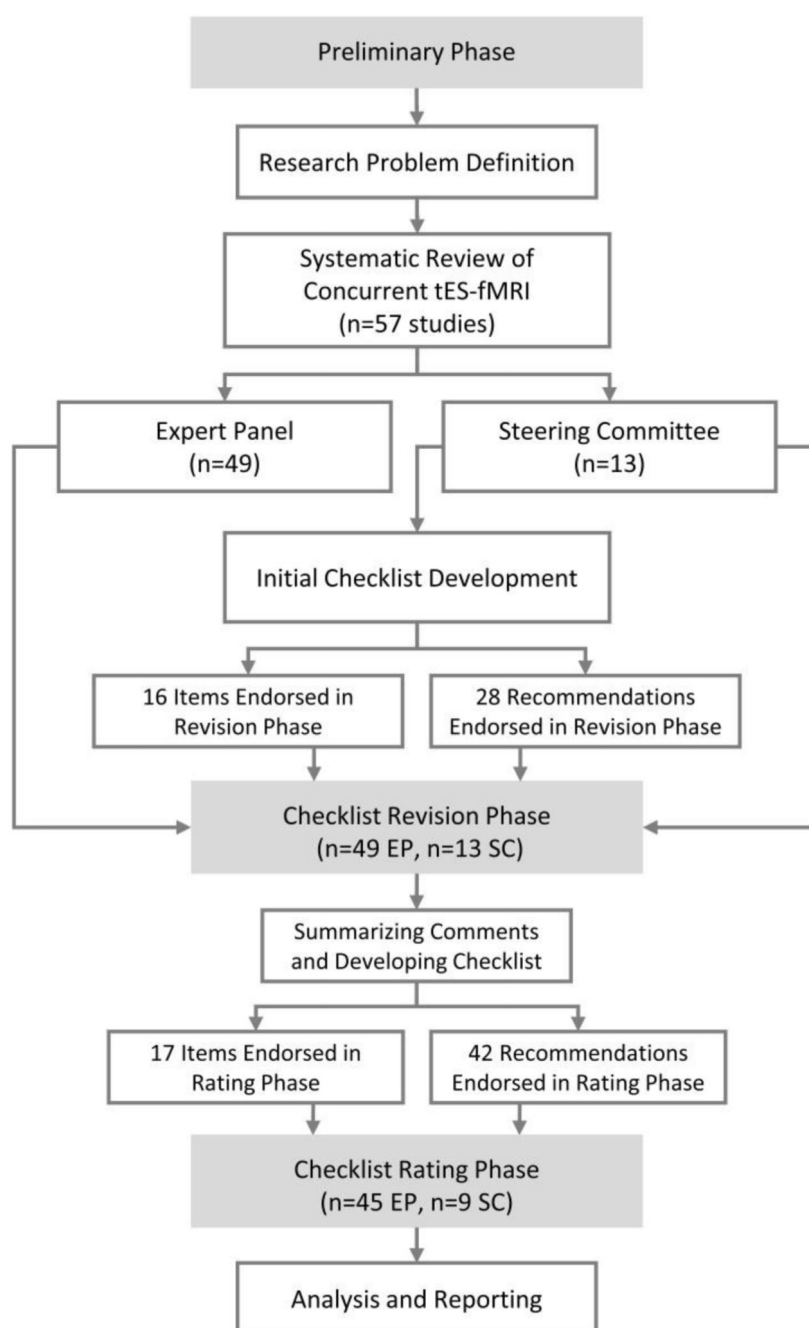 Preliminary Phase
Research Problem Definition
Systematic Review of
Concurrent tES-fMRI
(n=57 studies)
Expert Panel
(n=49)
Steering Committee
(n=13)
Initial Checklist Development
16 Items Endorsed in
Revision Phase
28 Recommendations
Endorsed in Revision Phase
Checklist Revision Phase
(n=49 EP, n=13 SC)
Summarizing Comments
and Developing Checklist
17 Items Endorsed in
Rating Phase
42 Recommendations
Endorsed in Rating Phase
Checklist Rating Phase
(n=45 EP, n=9 SC)
Analysis and Reporting